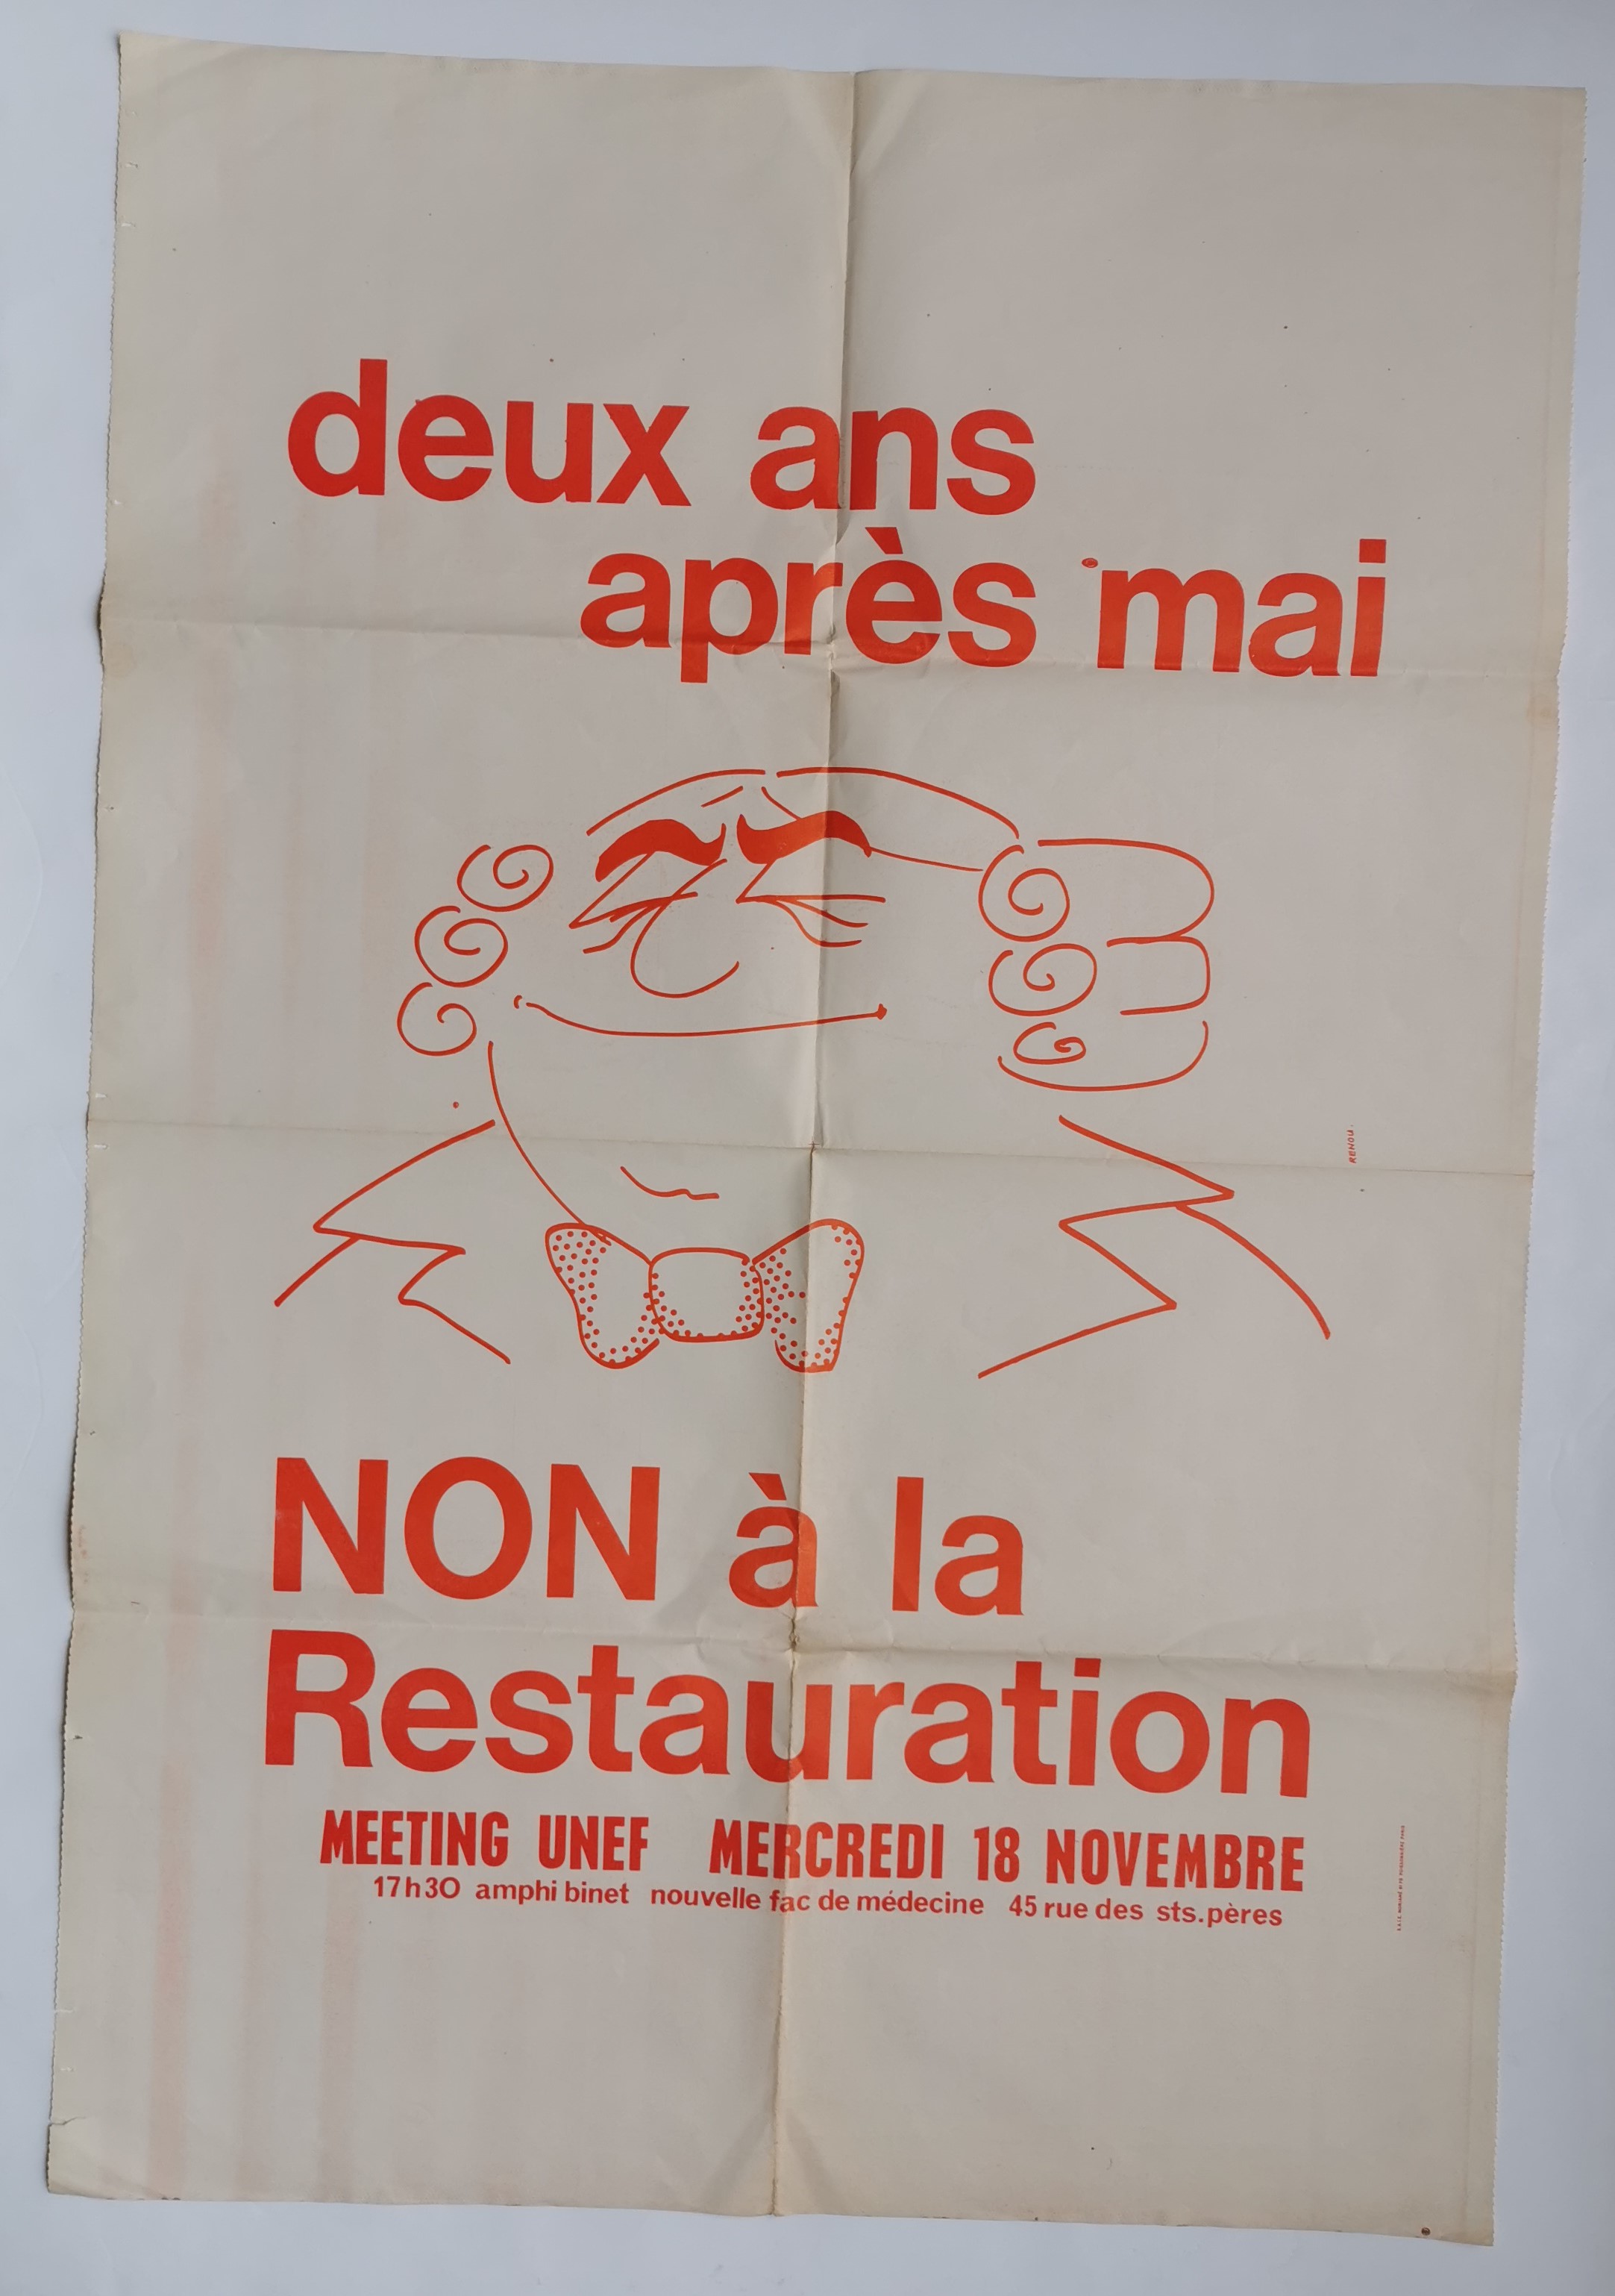 deux ans
après mai
RENOU.
NON à la
Restauration
MEETING UNEF MERCREDI 18 NOVEMBRE
17h30 amphi binet nouvelle fac de médecine 45 rue des sts.pères